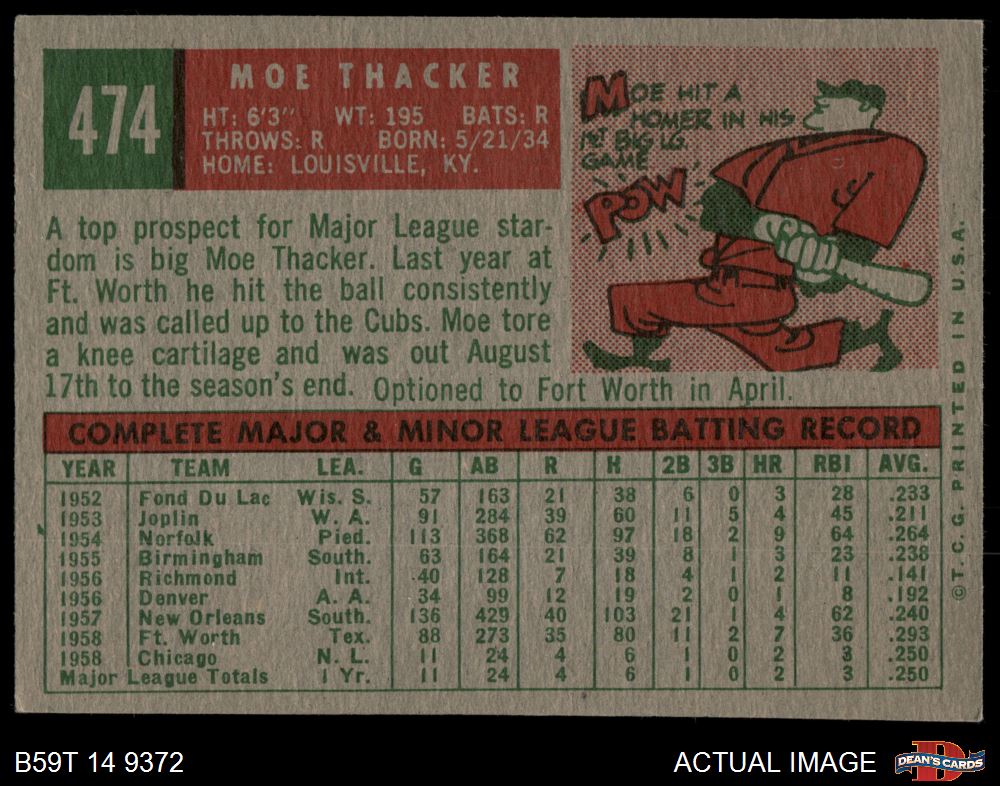 474
MOE THACKER
HT: 6'3" WT: 195 BATS: R
THROWS: R BORN: 5/21/34
HOME: LOUISVILLE, KY.
MOE HIT A
HOMER IN HIS
1ST BIG LG
GAME
POW
A top prospect for Major League star-
dom is big Moe Thacker. Last year at
Ft. Worth he hit the ball consistently
and was called up to the Cubs. Moe tore
a knee cartilage and was out August
17th to the season's end. Optioned to Fort Worth in April.
COMPLETE MAJOR & MINOR LEAGUE BATTING RECORD
YEAR TEAM LEA. G AB R H 2B 3B HR RBI AVG.
1952 Fond Du Lac Wis. S. 57 163 21 38 6 0 3 28 .233
1953 Joplin W. A. 91 284 39 60 11 5 4 45 .211
1954 Norfolk Pied. 113 368 62 97 18 2 9 64 .264
1955 Birmingham South. 63 164 21 39 8 1 3 23 .238
1956 Richmond Int. 40 128 7 18 4 1 2 11 .141
1956 Denver A. A. 34 99 12 19 2 0 1 8 .192
1957 New Orleans South. 136 429 40 103 21 1 4 62 .240
1958 Ft. Worth Tex. 88 273 35 80 11 2 7 36 .293
1958 Chicago N. L. 11 24 4 6 1 0 2 3 .250
Major League Totals 1 Yr. 11 24 4 6 1 0 2 3 .250
© T. C. G. PRINTED IN U.S.A.
B59T 14 9372
ACTUAL IMAGE
D
DEAN'S CARDS